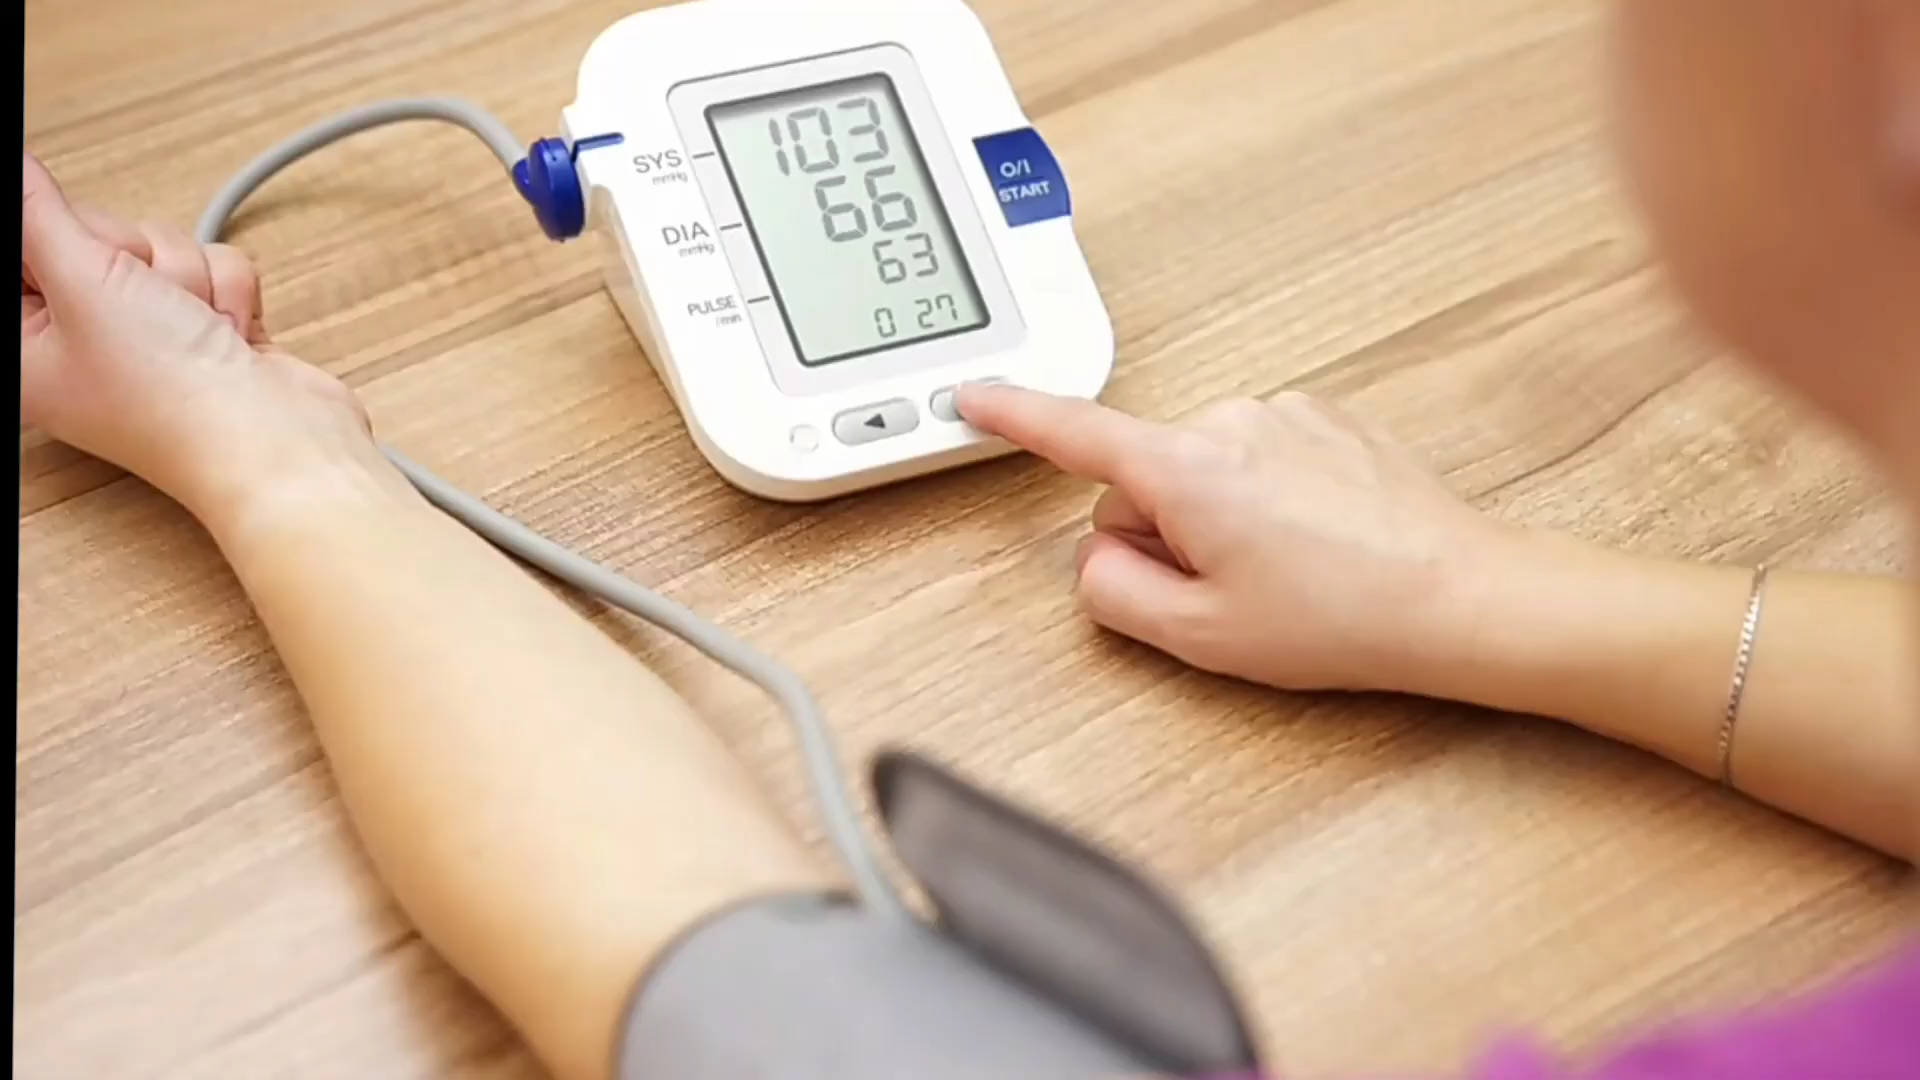 103
SYS
mmHg
66
DIA
mmHg
63
PULSE
/min
0 27
O/I
START